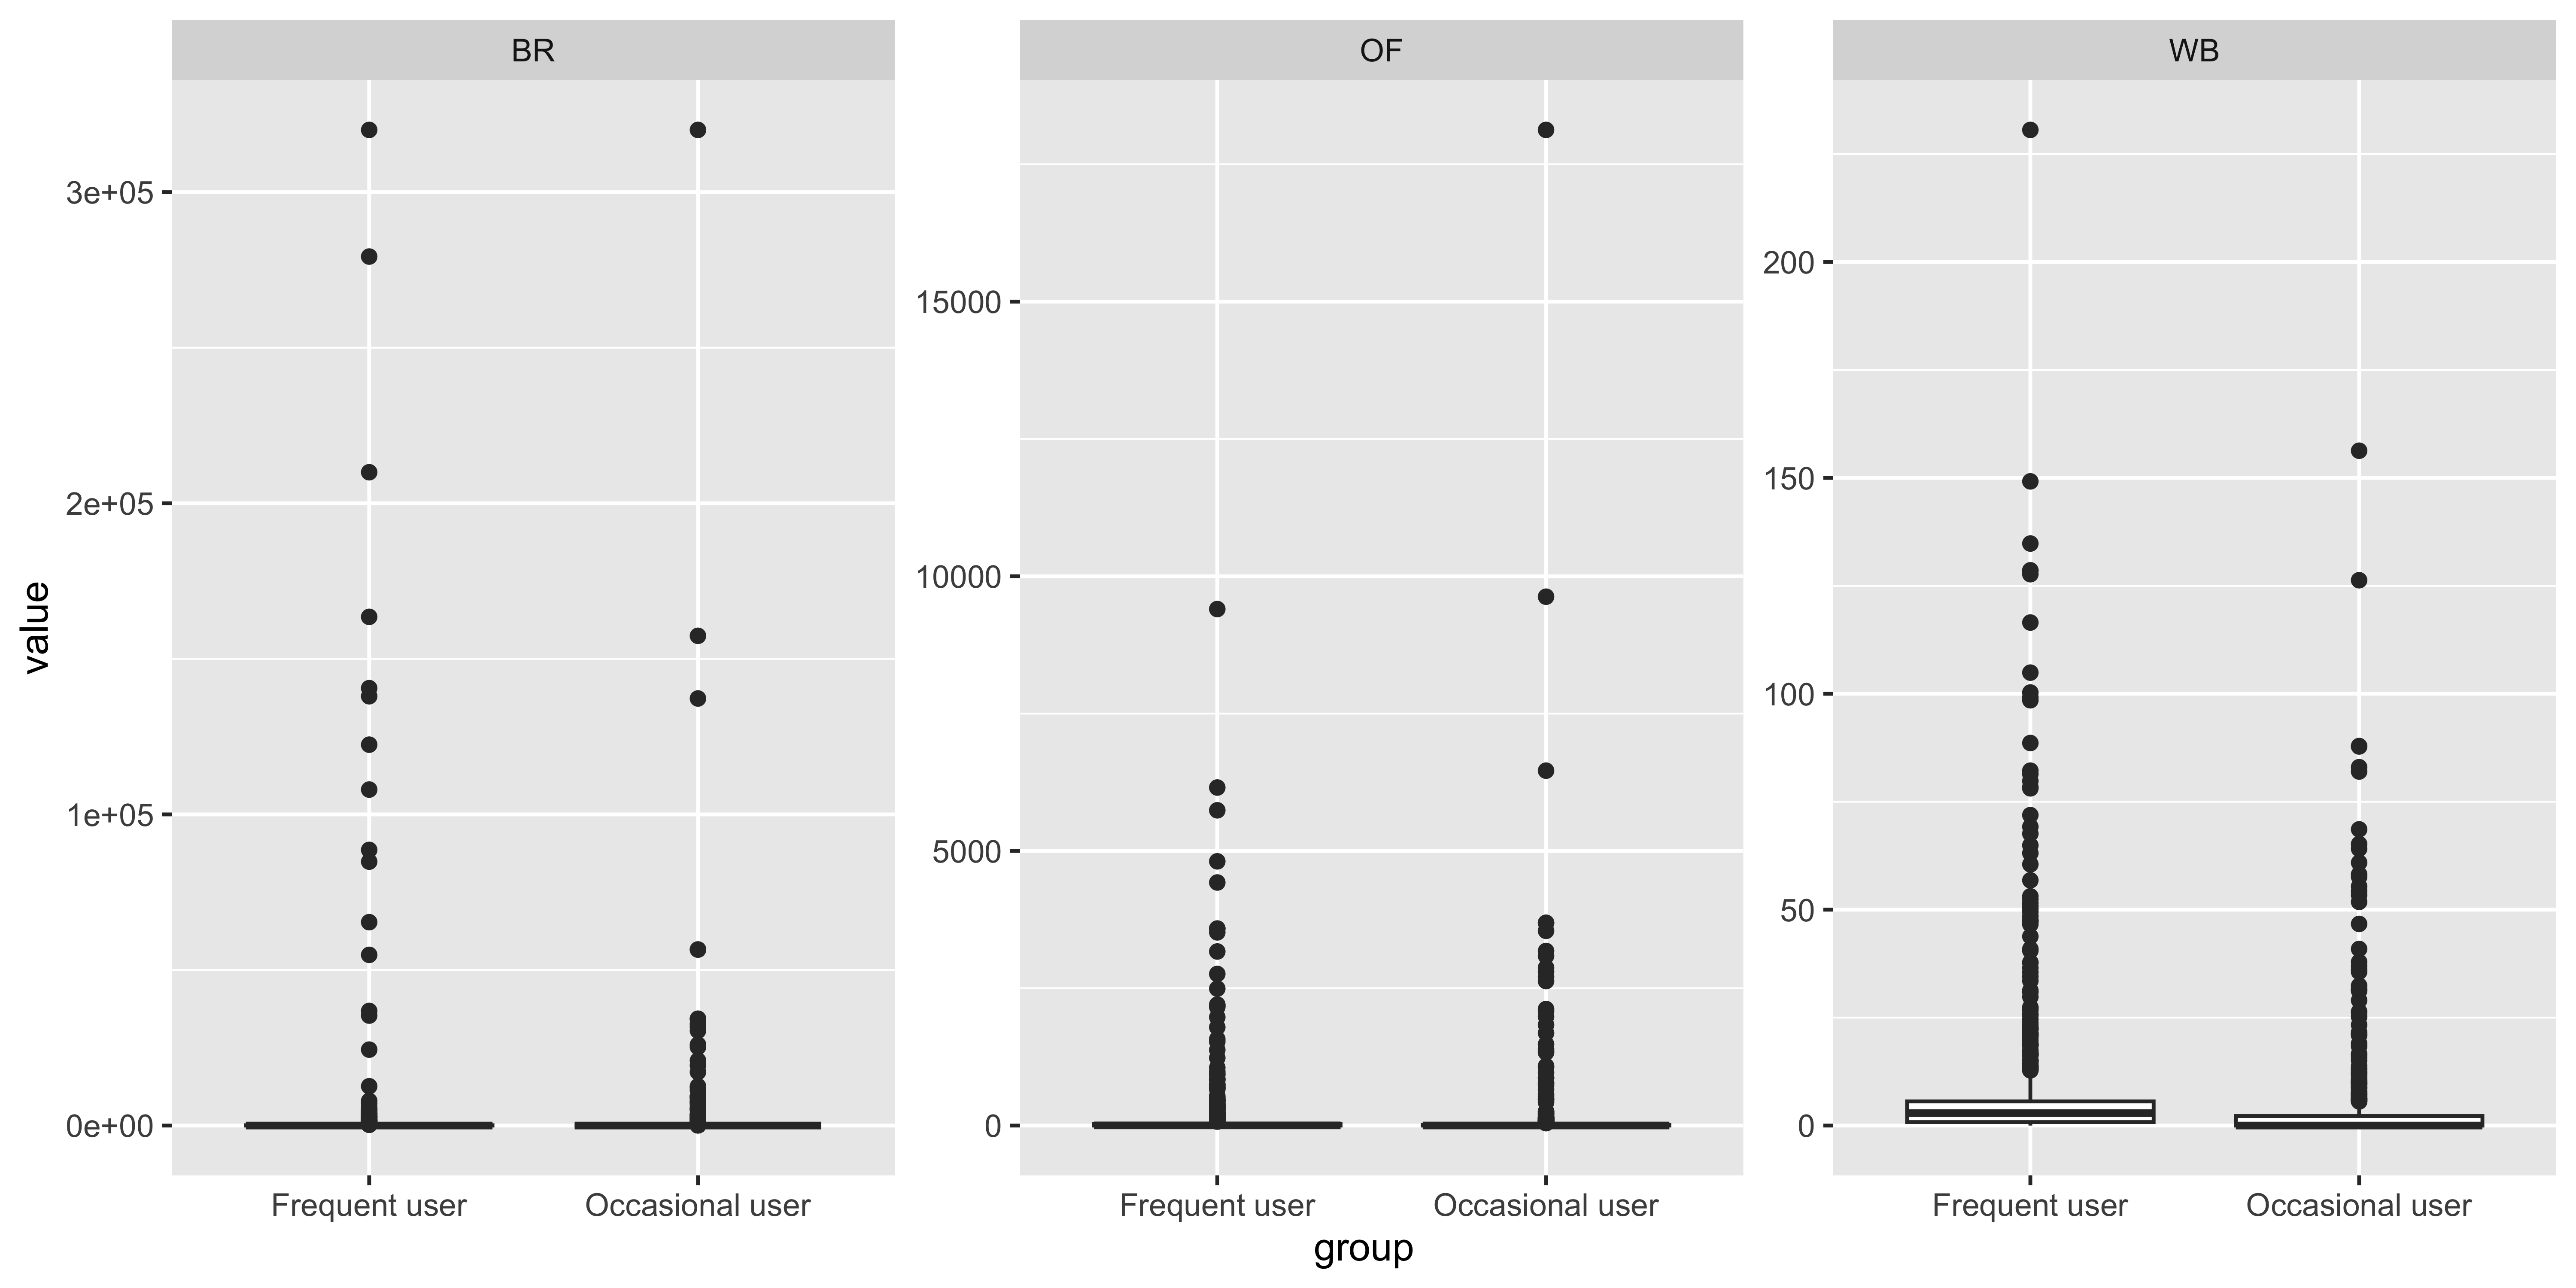 BR
OF
WB
value
3e+05
2e+05
1e+05
0e+00
15000
10000
5000
0
200
150
100
50
0
Frequent user
Occasional user
Frequent user
Occasional user
Frequent user
Occasional user
group